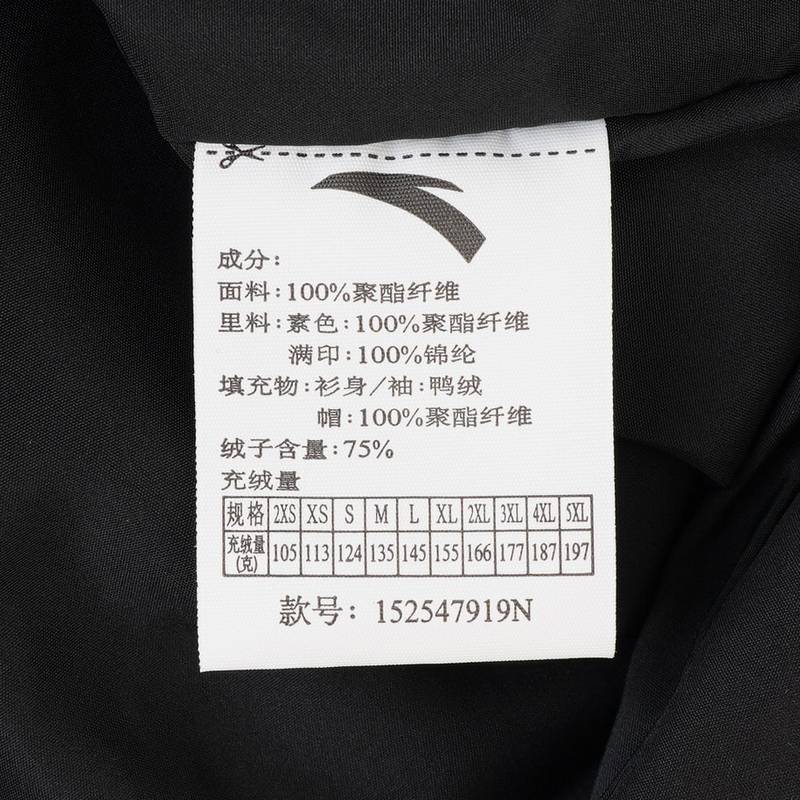 成分:
面料:100%聚酯纤维
里料:素色:100%聚酯纤维
满印:100%锦纶
填充物:衫身/袖:鸭绒
帽:100%聚酯纤维
绒子含量:75%
充绒量
规格 2XS XS S M L XL 2XL 3XL 4XL 5XL
充绒量(克) 105 113 124 135 145 155 166 177 187 197
款号: 152547919N